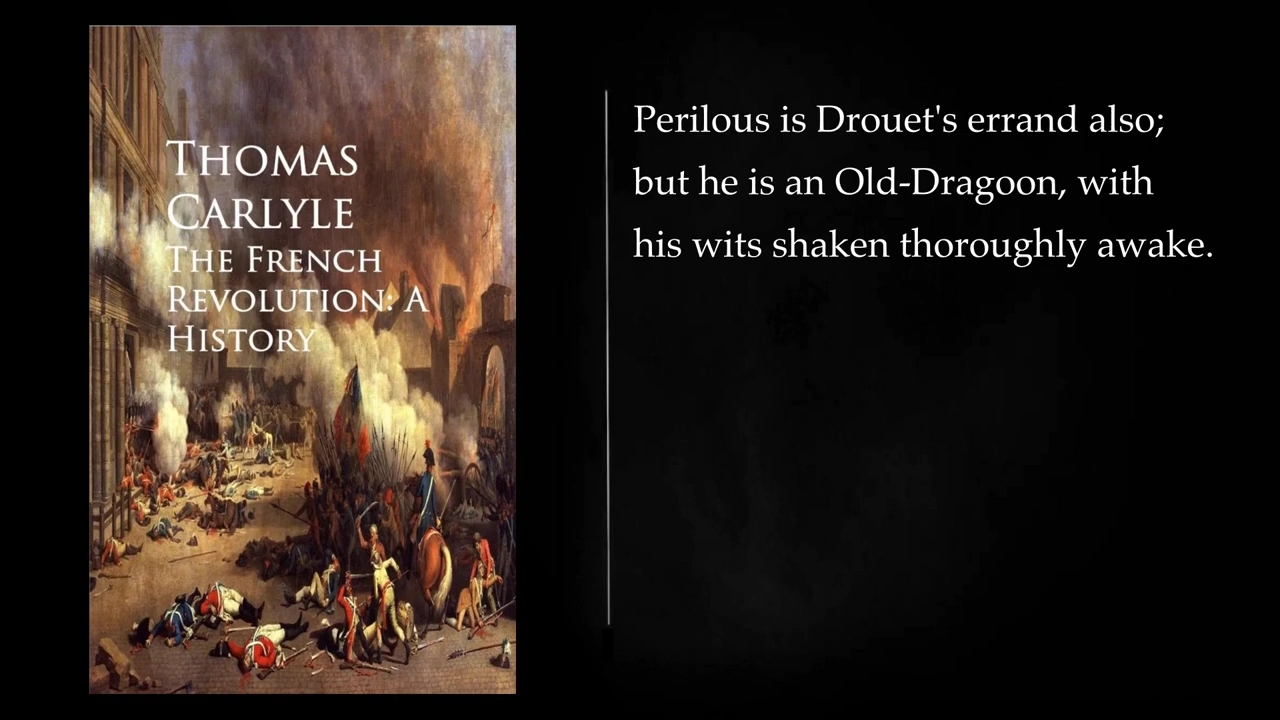 THOMAS
CARLYLE
THE FRENCH
REVOLUTION: A
HISTORY
Perilous is Drouet's errand also;
but he is an Old-Dragoon, with
his wits shaken thoroughly awake.